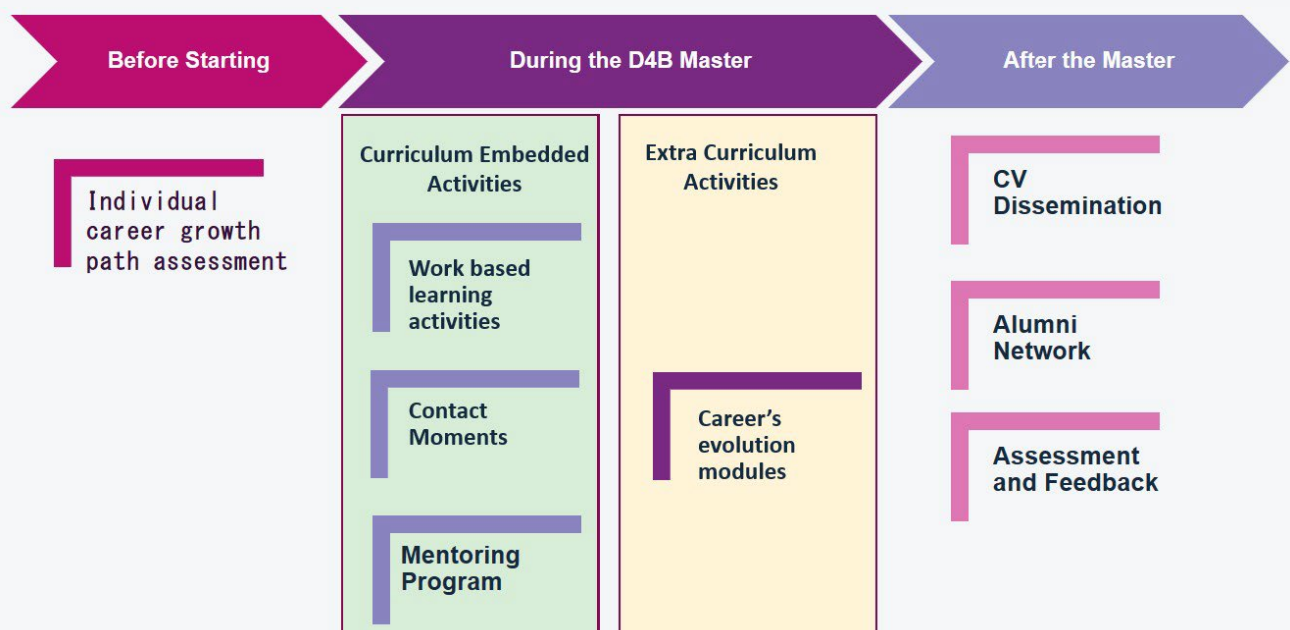 Before Starting
During the D4B Master
After the Master
Individual
career growth
path assessment
Curriculum Embedded
Activities
Work based
learning
activities
Contact
Moments
Mentoring
Program
Extra Curriculum
Activities
Career’s
evolution
modules
CV
Dissemination
Alumni
Network
Assessment
and Feedback